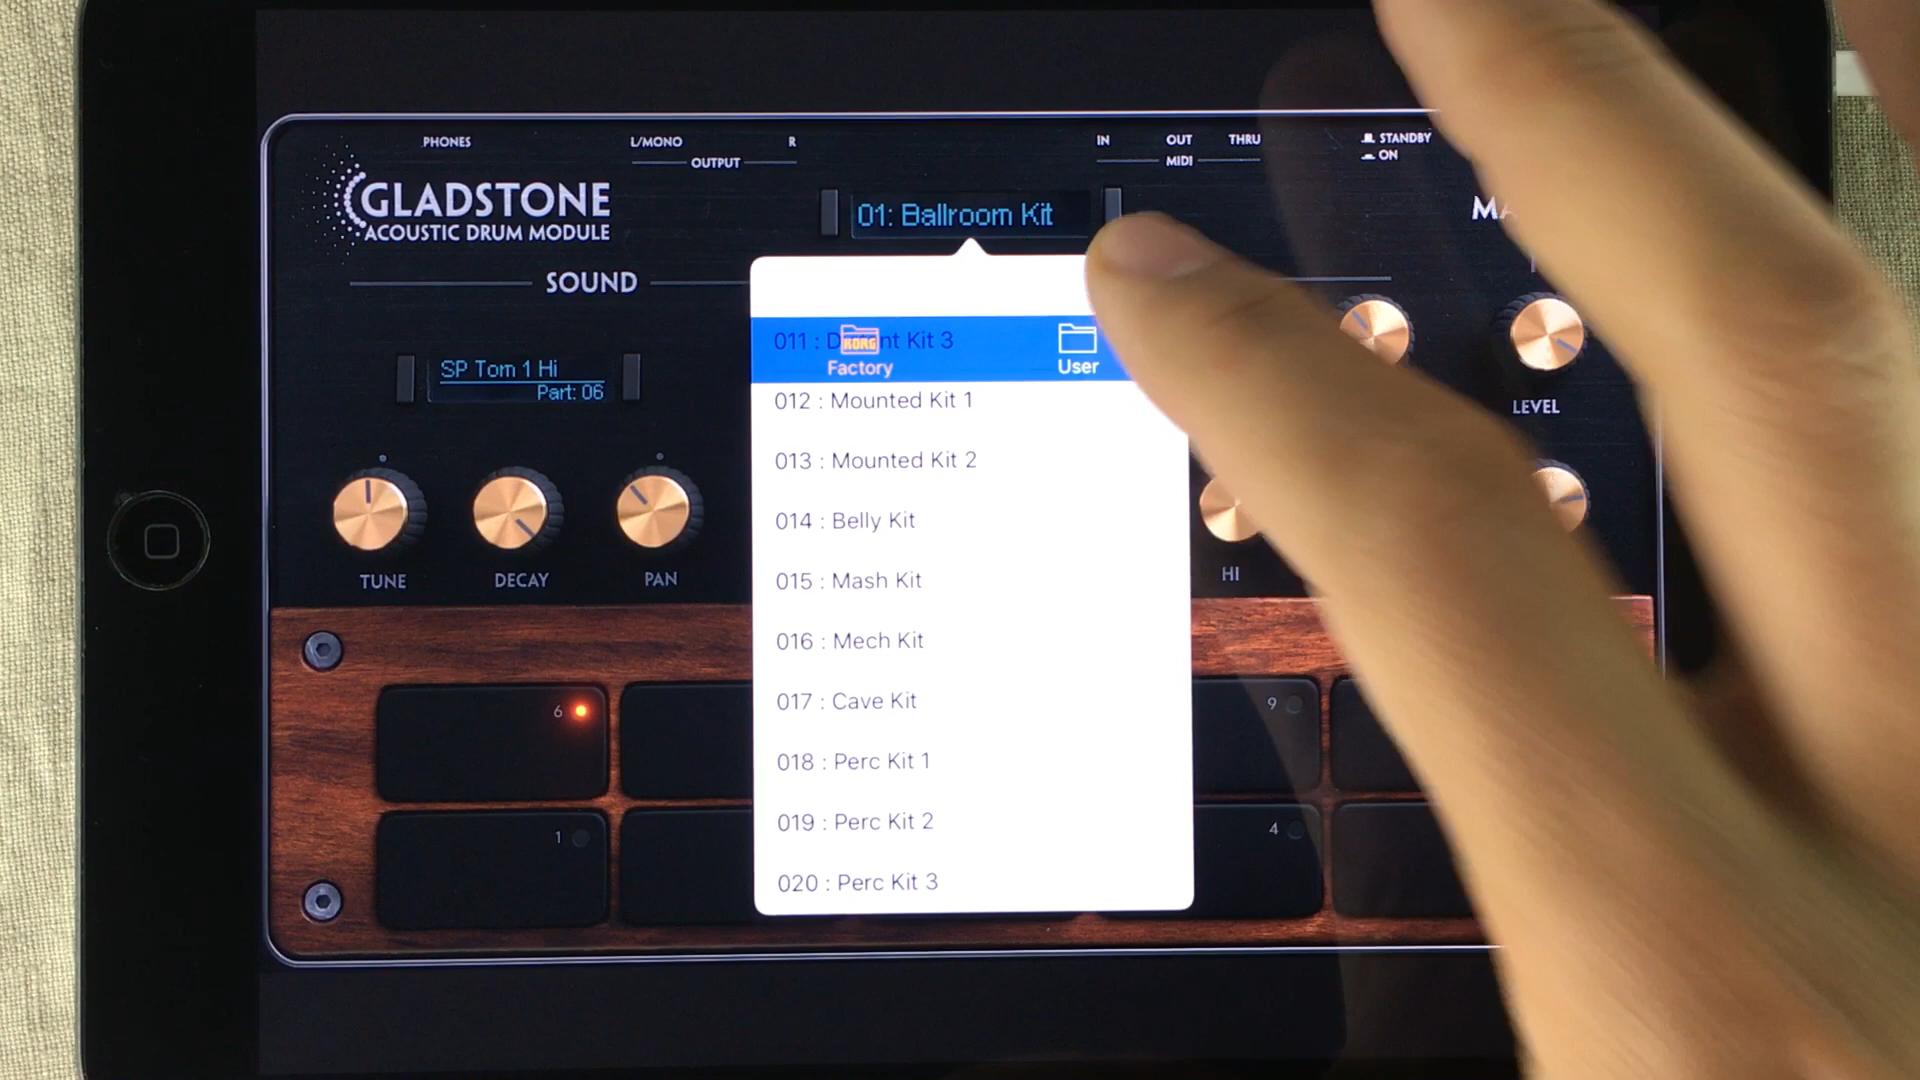 PHONES
L/MONO
R
OUTPUT
IN
OUT
THRU
MIDI
STANDBY
ON
GLADSTONE
ACOUSTIC DRUM MODULE
01: Ballroom Kit
SOUND
SP Tom 1 Hi
Part: 06
011 :
Kit 3
KORG
Factory
User
012 : Mounted Kit 1
013 : Mounted Kit 2
014 : Belly Kit
015 : Mash Kit
016 : Mech Kit
017 : Cave Kit
018 : Perc Kit 1
019 : Perc Kit 2
020 : Perc Kit 3
LEVEL
TUNE
DECAY
PAN
HI
6
9
1
4